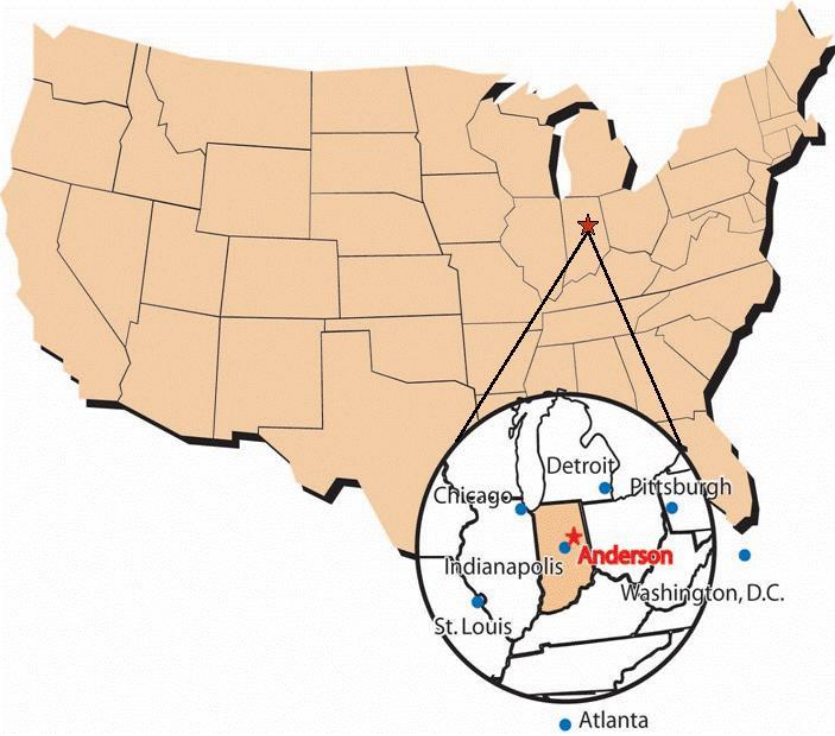 Detroit
Chicago
Pittsburgh
Anderson
Indianapolis
Washington, D.C.
St. Louis
Atlanta